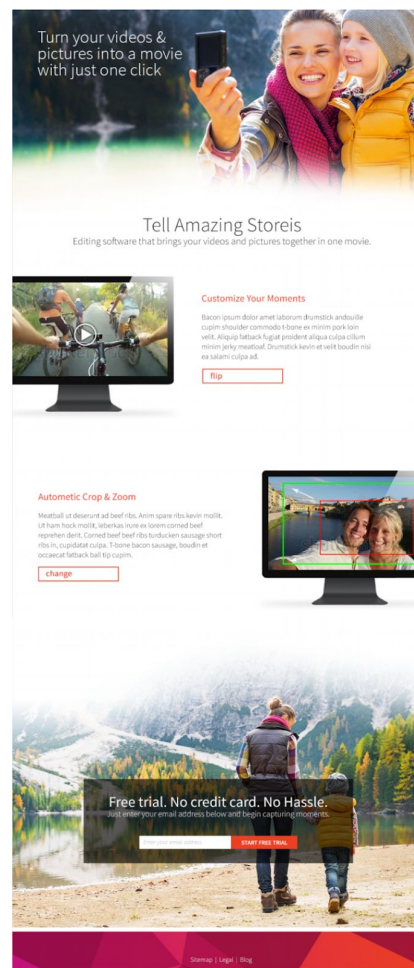 Turn your videos &
pictures into a movie
with just one click
Tell Amazing Storeis
Editing software that brings your videos and pictures together in one movie.
Customize Your Moments
Bacon ipsum dolor amet laborum drumstick andouille
cupim shoulder commodo t-bone ex minim pork loin
velit. Aliquip fatback fugiat proident aliqua culpa cillum
minim jerky meatloaf. Drumstick kevin et velit boudin nisi
ea salami culpa ad.
flip
Autometic Crop & Zoom
Meatball ut deserunt ad beef ribs. Anim spare ribs kevin mollit.
Ut ham hock mollit, leberkas irure ex lorem corned beef
reprehen derit. Corned beef beef ribs turducken sausage short
ribs in, cupidatat culpa. T-bone bacon sausage, boudin et
occaecat fatback ball tip cupim.
change
Free trial. No credit card. No Hassle.
Just enter your email address below and begin capturing moments.
Enter your email address
START FREE TRIAL
Sitemap | Legal | Blog